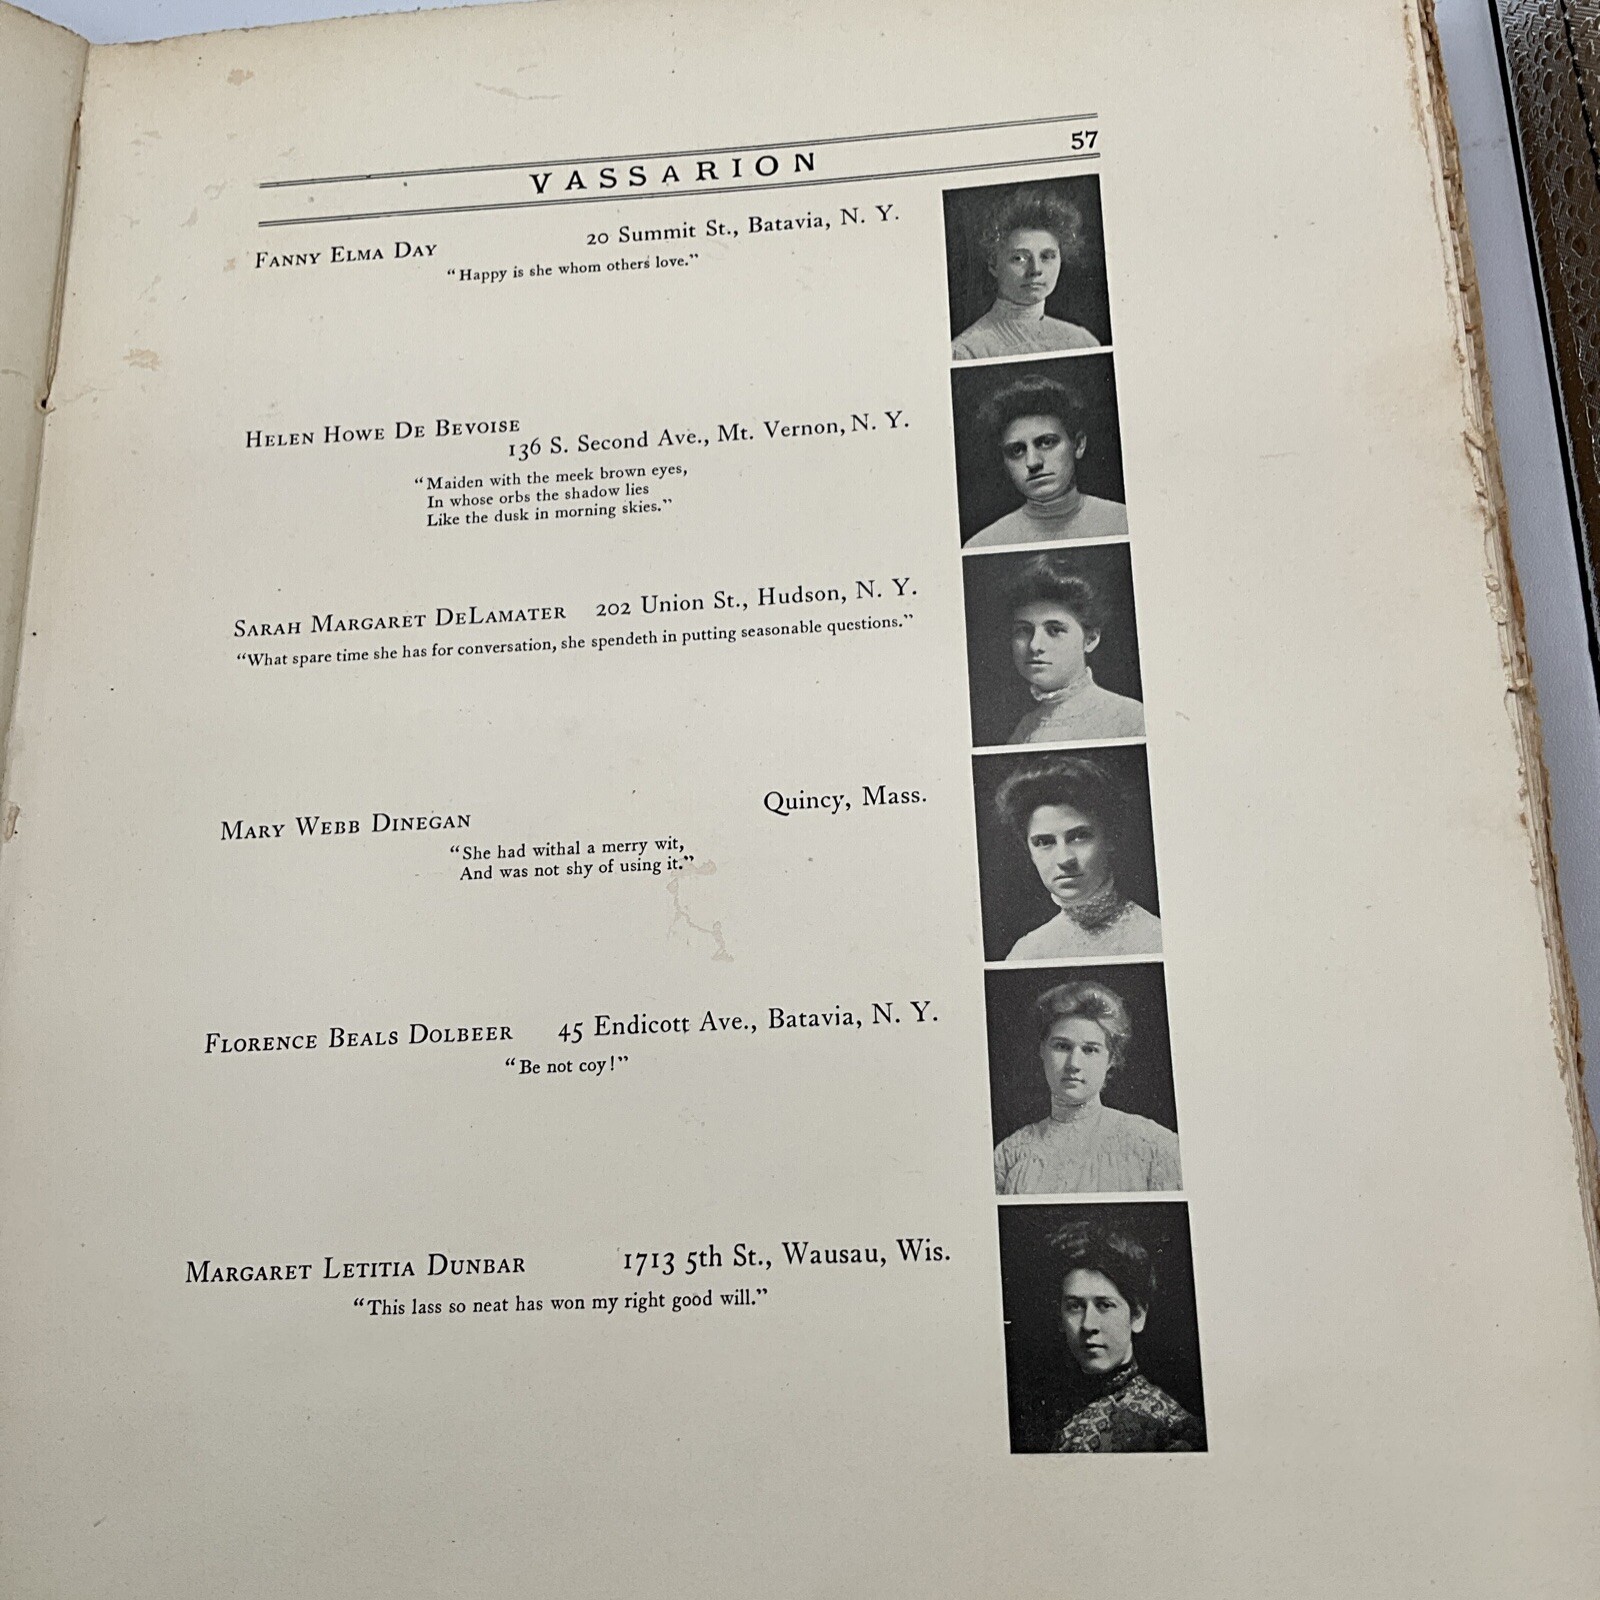 57
VASSARION
FANNY ELMA DAY 20 Summit St., Batavia, N. Y.
“Happy is she whom others love.”
HELEN HOWE DE BEVOISE
136 S. Second Ave., Mt. Vernon, N. Y.
“Maiden with the meek brown eyes,
In whose orbs the shadow lies
Like the dusk in morning skies.”
SARAH MARGARET DELAMATER 202 Union St., Hudson, N. Y.
“What spare time she has for conversation, she spendeth in putting seasonable questions.”
MARY WEBB DINEGAN Quincy, Mass.
“She had withal a merry wit,
And was not shy of using it.”
FLORENCE BEALS DOLBEER 45 Endicott Ave., Batavia, N. Y.
“Be not coy!”
MARGARET LETITIA DUNBAR 1713 5th St., Wausau, Wis.
“This lass so neat has won my right good will.”